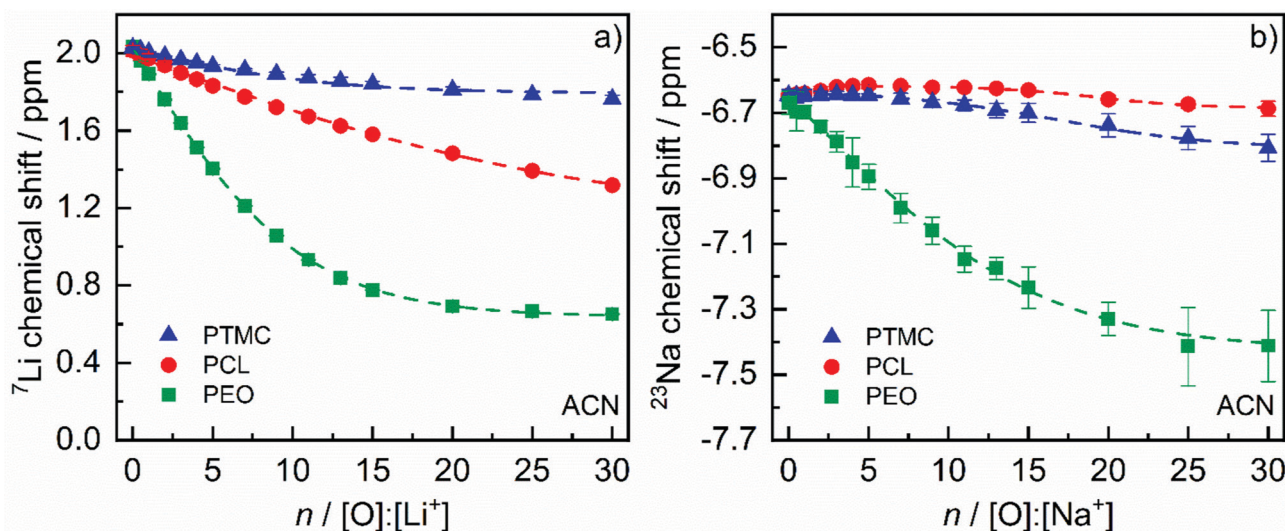 a)
⁷Li chemical shift / ppm
2.0
1.6
1.2
0.8
0.4
0.0
PTMC
PCL
PEO
ACN
0 5 10 15 20 25 30
n / [O]:[Li⁺]
b)
²³Na chemical shift / ppm
-6.5
-6.7
-6.9
-7.1
-7.3
-7.5
-7.7
PTMC
PCL
PEO
ACN
0 5 10 15 20 25 30
n / [O]:[Na⁺]